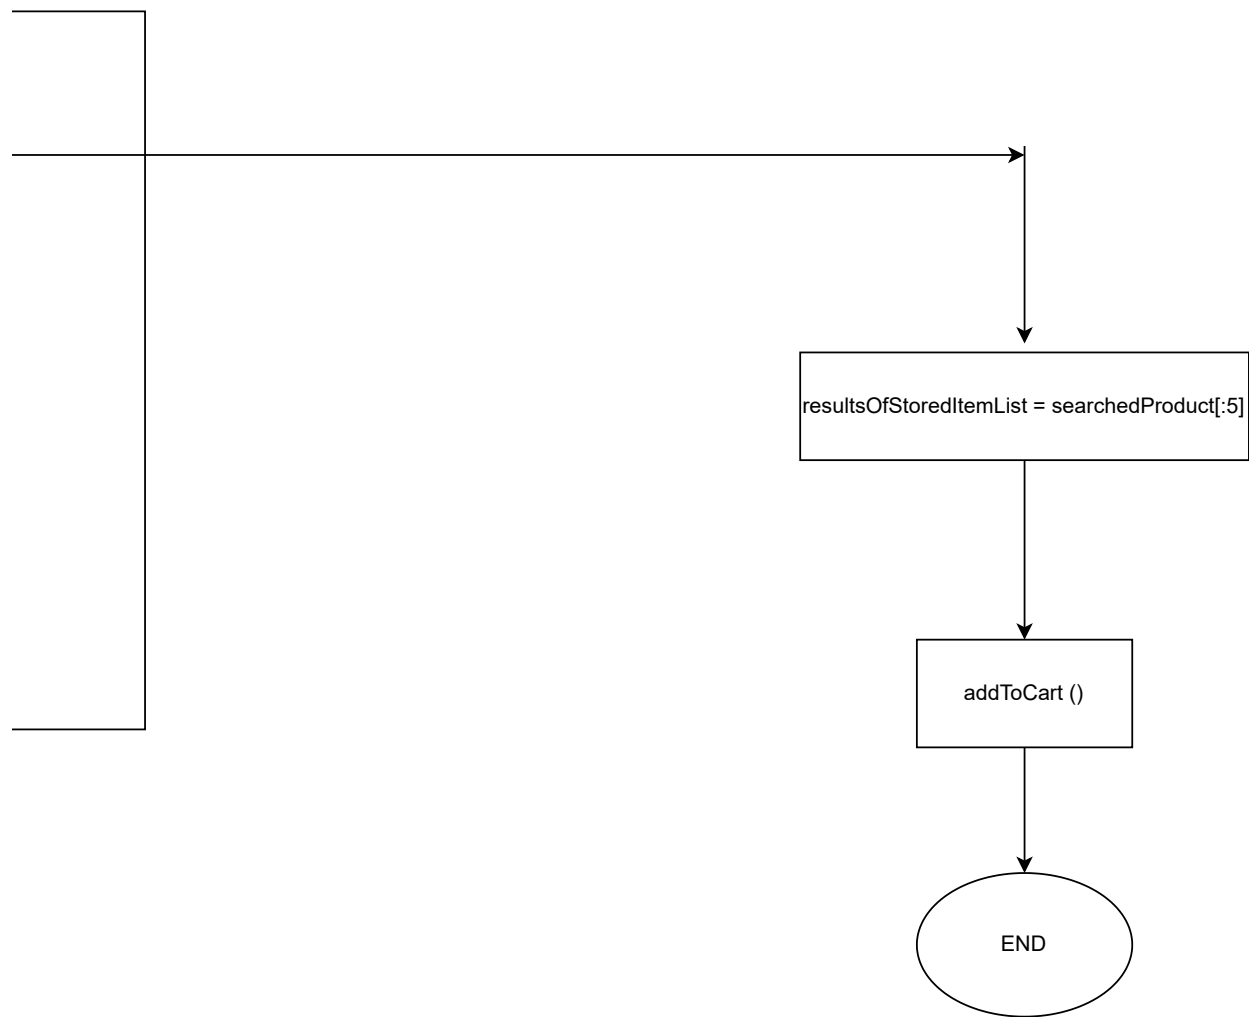 resultsOfStoredItemList = searchedProduct[:5]
addToCart ()
END